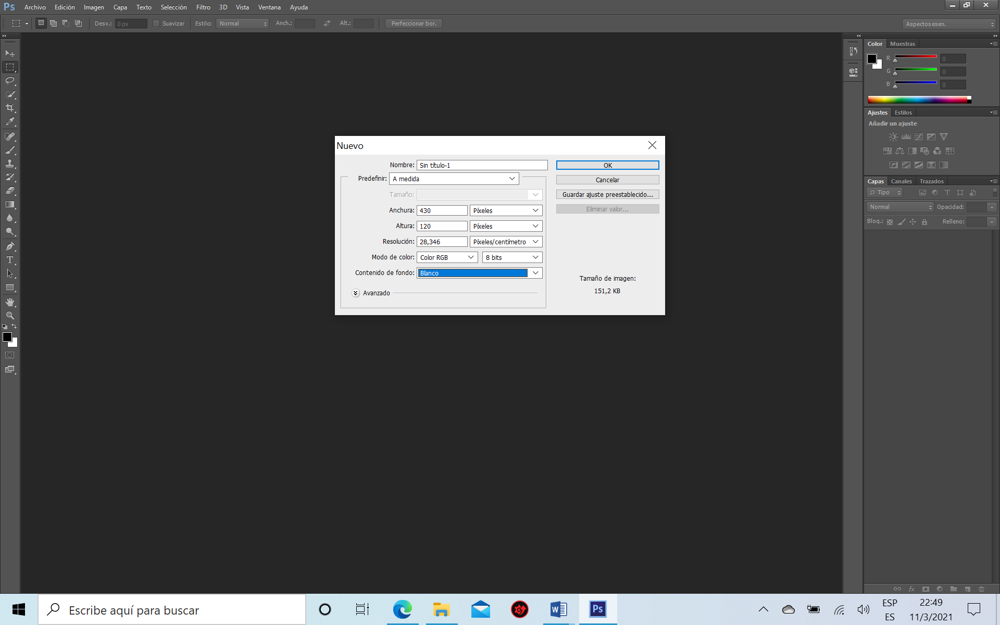 Ps Archivo Edición Imagen Capa Texto Selección Filtro 3D Vista Ventana Ayuda
Desv.: 0 px Suavizar Estilo: Normal Anch.: Alt.: Perfeccionar bor. Aspectos esen.
Color Muestras
R 0
G 0
B 0
Ajustes Estilos
Añadir un ajuste
Capas Canales Trazados
Tipo
Normal Opacidad:
Bloq.: Relleno:
Nuevo
Nombre: Sin título-1
OK
Predefinir: A medida
Cancelar
Tamaño:
Guardar ajuste preestablecido...
Anchura: 430 Píxeles
Eliminar valor...
Altura: 120 Píxeles
Resolución: 28,346 Píxeles/centímetro
Modo de color: Color RGB 8 bits
Contenido de fondo: Blanco
Tamaño de imagen:
151,2 KB
Avanzado
Escribe aquí para buscar
Ps
ESP
ES
22:49
11/3/2021